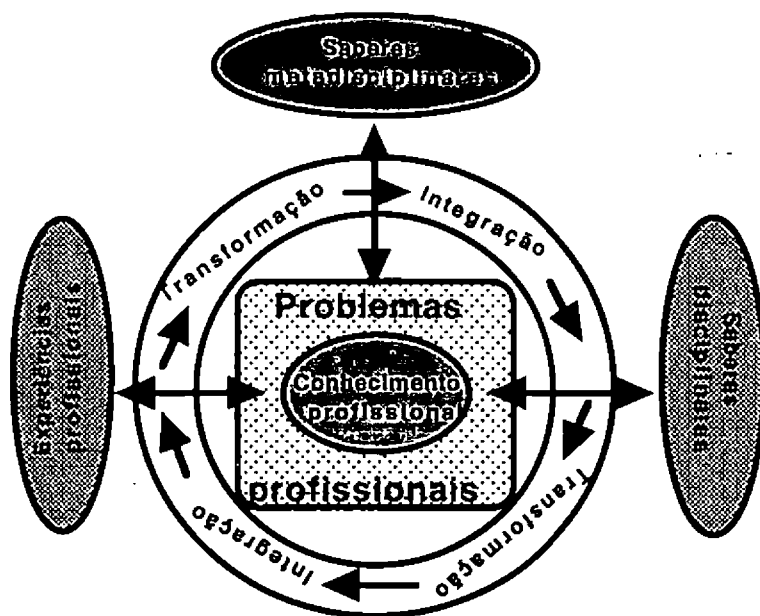 Saberes
metadisciplinares
Transformação
Integração
Experiências
profissionais
Problemas
Conhecimento
profissional
profissionais
Saberes
disciplinares
Integração
Transformação